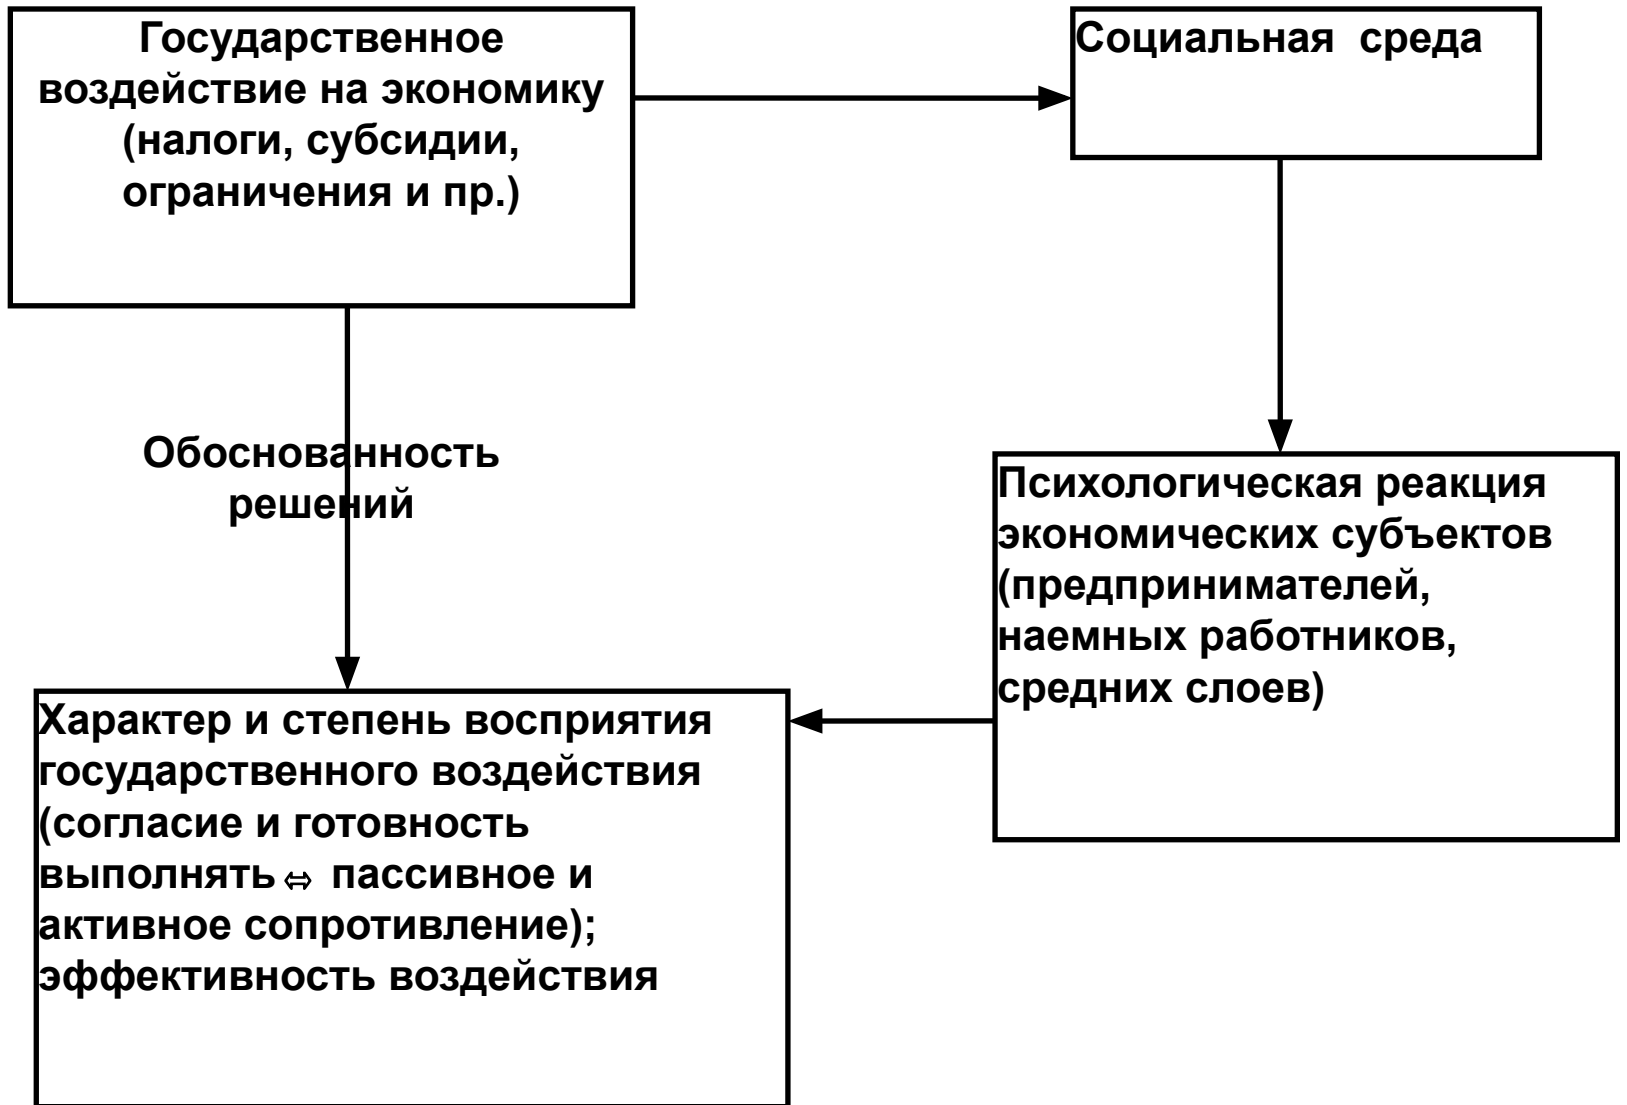 Государственное
воздействие на экономику
(налоги, субсидии,
ограничения и пр.)
Социальная среда
Обоснованность
решений
Психологическая реакция
экономических субъектов
(предпринимателей,
наемных работников,
средних слоев)
Характер и степень восприятия
государственного воздействия
(согласие и готовность
выполнять ⇔ пассивное и
активное сопротивление);
эффективность воздействия